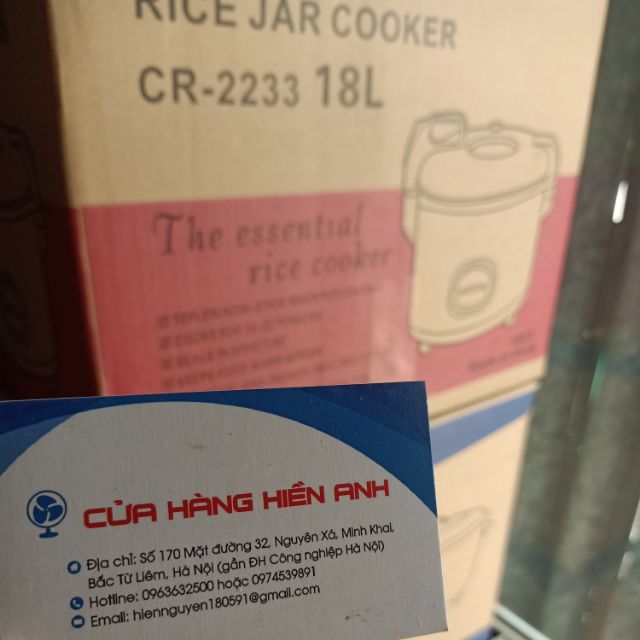 RICE JAR COOKER
CR-2233 18L
The essential
rice cooker
CỬA HÀNG HIỀN ANH
Địa chỉ: Số 170 Mặt đường 32, Nguyên Xá, Minh Khai,
Bắc Từ Liêm, Hà Nội (gần ĐH Công nghiệp Hà Nội)
Hotline: 0963632500 hoặc 0974539891
Email: hiennguyen180591@gmail.com